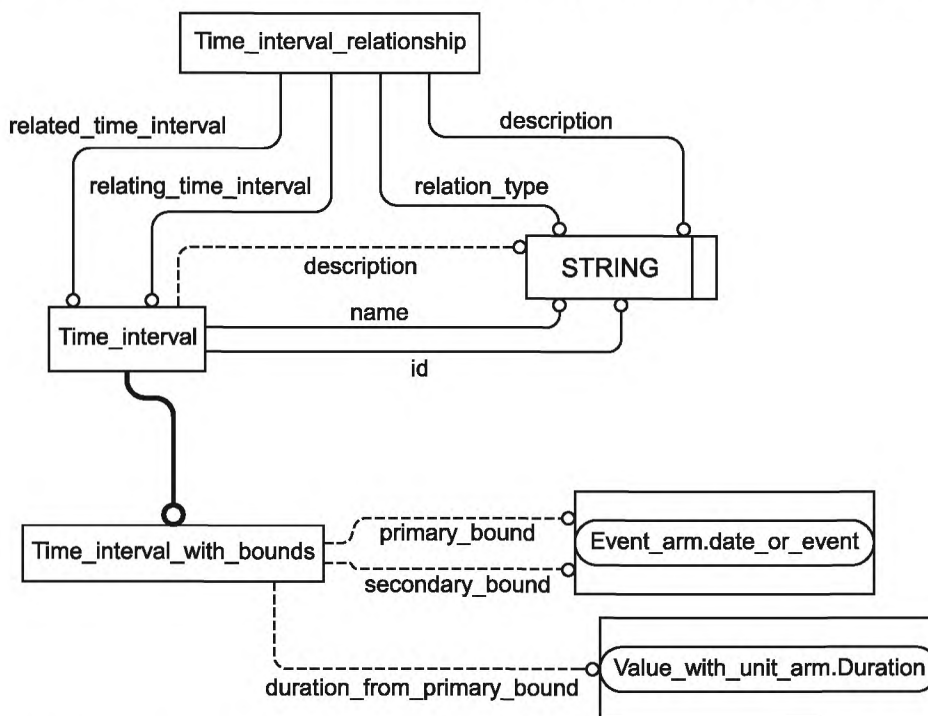 Time_interval_relationship
related_time_interval
description
relating_time_interval
relation_type
description
STRING
name
Time_interval
id
primary_bound
Time_interval_with_bounds
Event_arm.date_or_event
secondary_bound
Value_with_unit_arm.Duration
duration_from_primary_bound